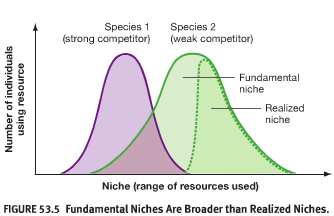 Species 1
(strong competitor)
Species 2
(weak competitor)
Number of individuals
using resource
Fundamental
niche
Realized
niche
Niche (range of resources used)
FIGURE 53.5 Fundamental Niches Are Broader than Realized Niches.